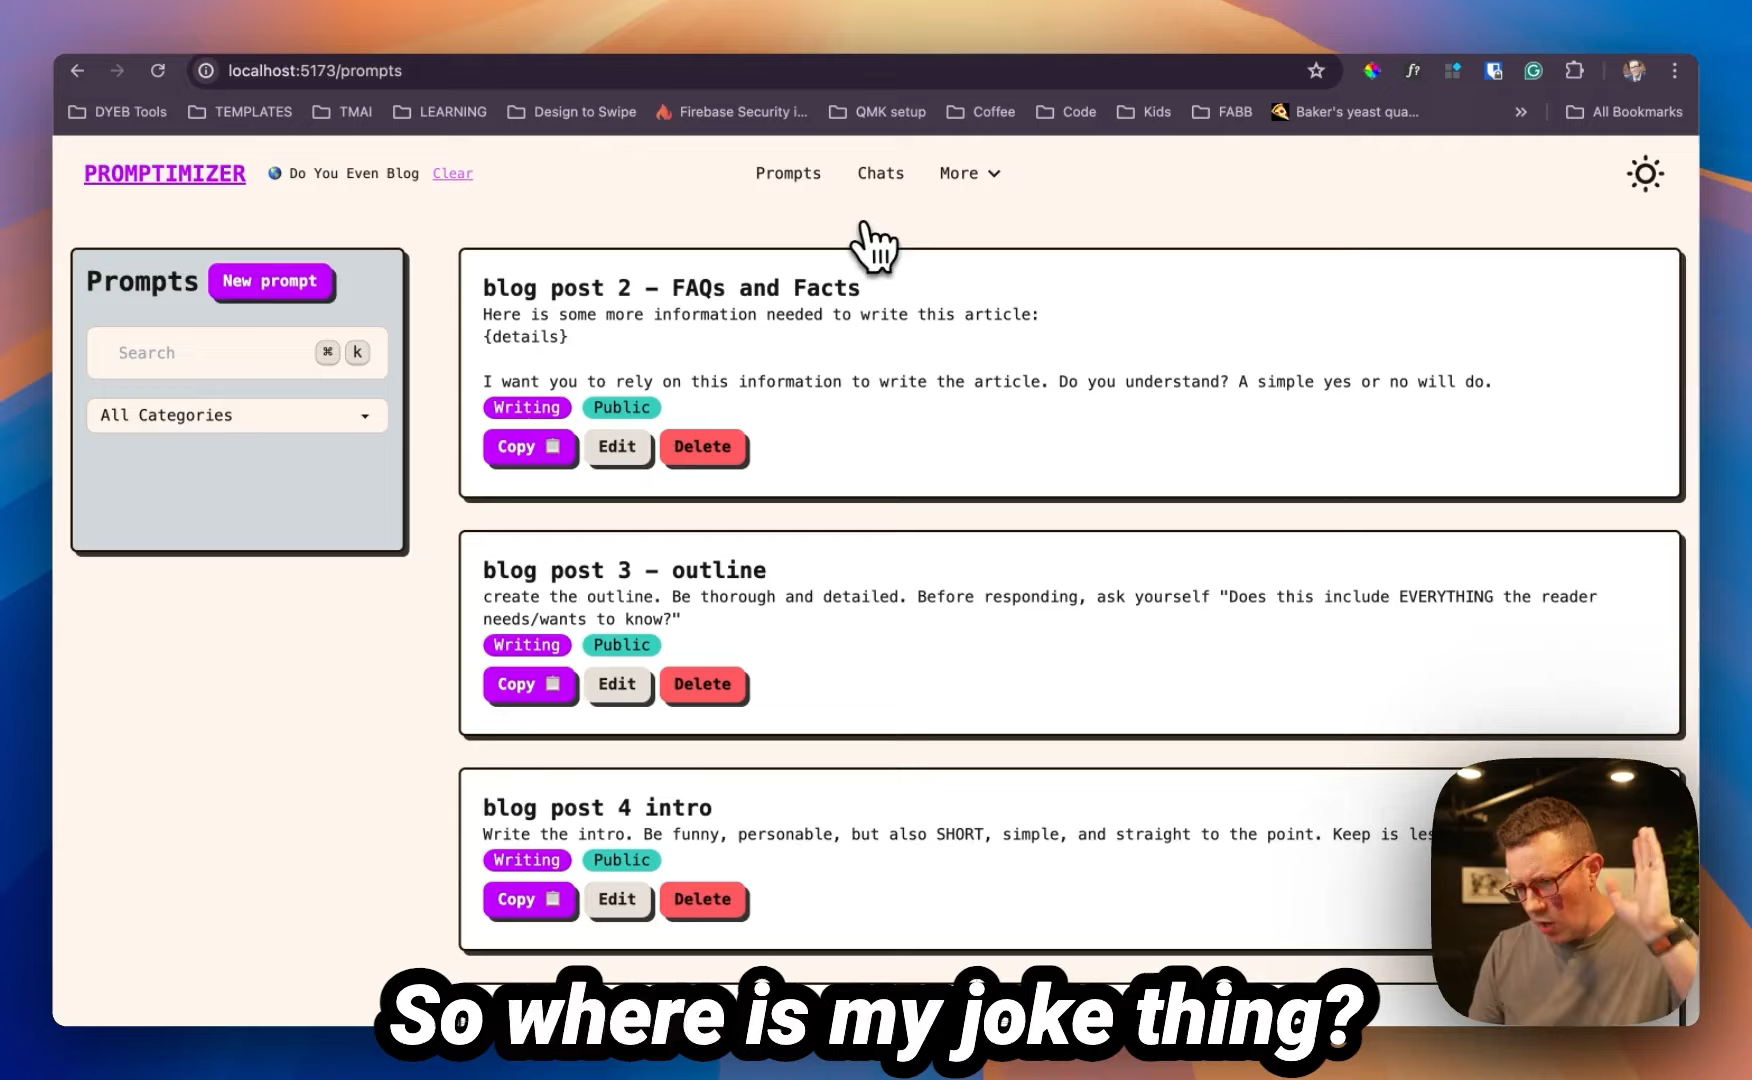 localhost:5173/prompts
DYEB Tools
TEMPLATES
TMAI
LEARNING
Design to Swipe
Firebase Security i...
QMK setup
Coffee
Code
Kids
FABB
Baker's yeast qua...
»
All Bookmarks
PROMPTIMIZER
Do You Even Blog
Clear
Prompts
Chats
More
Prompts
New prompt
Search
⌘
k
All Categories
blog post 2 – FAQs and Facts
Here is some more information needed to write this article:
{details}
I want you to rely on this information to write the article. Do you understand? A simple yes or no will do.
Writing
Public
Copy
Edit
Delete
blog post 3 – outline
create the outline. Be thorough and detailed. Before responding, ask yourself "Does this include EVERYTHING the reader
needs/wants to know?"
Writing
Public
Copy
Edit
Delete
blog post 4 intro
Write the intro. Be funny, personable, but also SHORT, simple, and straight to the point. Keep is
Writing
Public
Copy
Edit
Delete
So where is my joke thing?